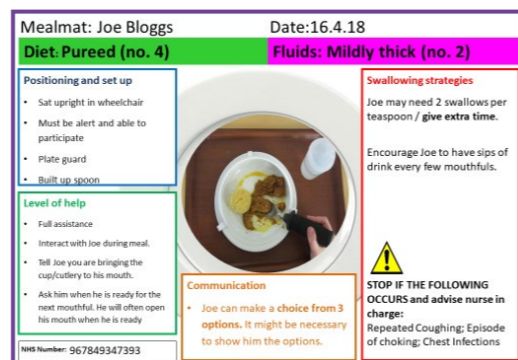 Mealmat: Joe Bloggs
Date:16.4.18
Diet: Pureed (no. 4)
Fluids: Mildly thick (no. 2)
Positioning and set up
• Sat upright in wheelchair
• Must be alert and able to
participate
• Plate guard
• Built up spoon
Level of help
• Full assistance
• Interact with Joe during meal.
• Tell Joe you are bringing the
cup/cutlery to his mouth.
• Ask him when he is ready for the
next mouthful. He will often open
his mouth when he is ready
NHS Number: 967849347393
Communication
• Joe can make a choice from 3
options. It might be necessary
to show him the options.
Swallowing strategies
Joe may need 2 swallows per
teaspoon / give extra time.
Encourage Joe to have sips of
drink every few mouthfuls.
STOP IF THE FOLLOWING
OCCURS and advise nurse in
charge:
Repeated Coughing; Episode
of choking; Chest Infections